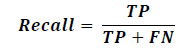 Recall = TP / (TP + FN)